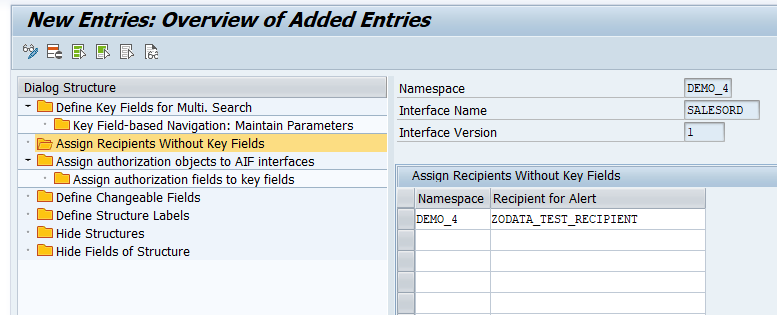 New Entries: Overview of Added Entries
Dialog Structure
Define Key Fields for Multi. Search
Key Field-based Navigation: Maintain Parameters
Assign Recipients Without Key Fields
Assign authorization objects to AIF interfaces
Assign authorization fields to key fields
Define Changeable Fields
Define Structure Labels
Hide Structures
Hide Fields of Structure
Namespace DEMO_4
Interface Name SALESORD
Interface Version 1
Assign Recipients Without Key Fields
Namespace Recipient for Alert
DEMO_4 ZODATA_TEST_RECIPIENT